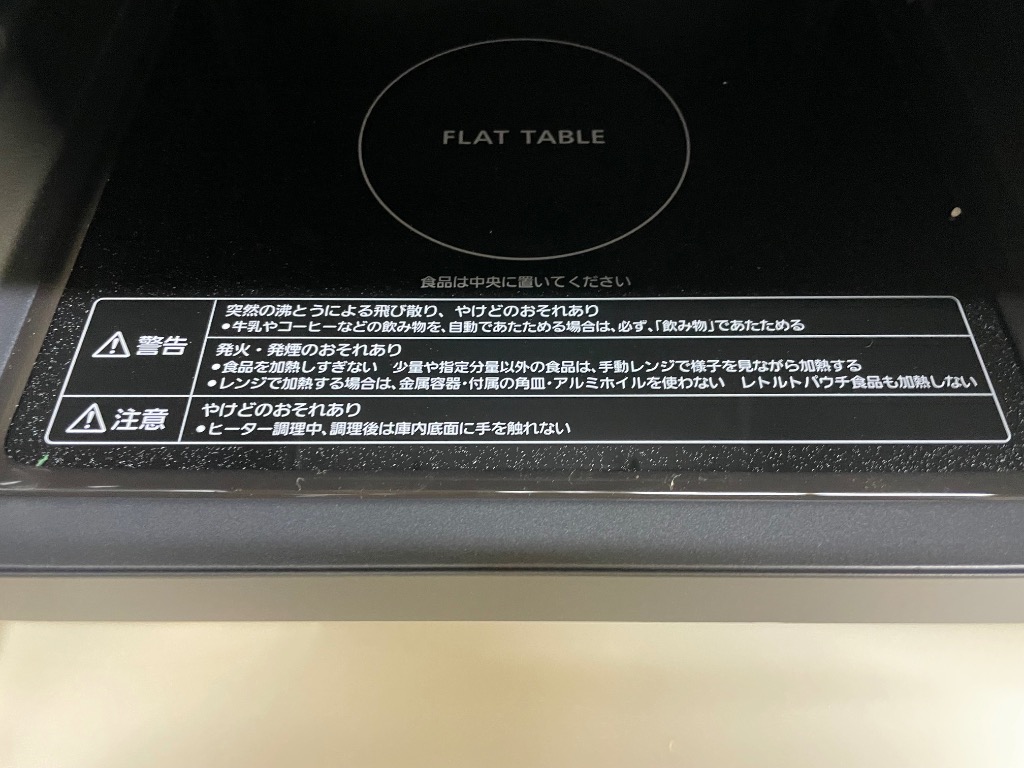 FLAT TABLE
食品は中央に置いてください
⚠警告
突然の沸とうによる飛び散り、やけどのおそれあり
●牛乳やコーヒーなどの飲み物を、自動であたためる場合は、必ず、「飲み物」であたためる
発火・発煙のおそれあり
●食品を加熱しすぎない 少量や指定分量以外の食品は、手動レンジで様子を見ながら加熱する
●レンジで加熱する場合は、金属容器・付属の角皿・アルミホイルを使わない レトルトパウチ食品も加熱しない
⚠注意
やけどのおそれあり
●ヒーター調理中、調理後は庫内底面に手を触れない